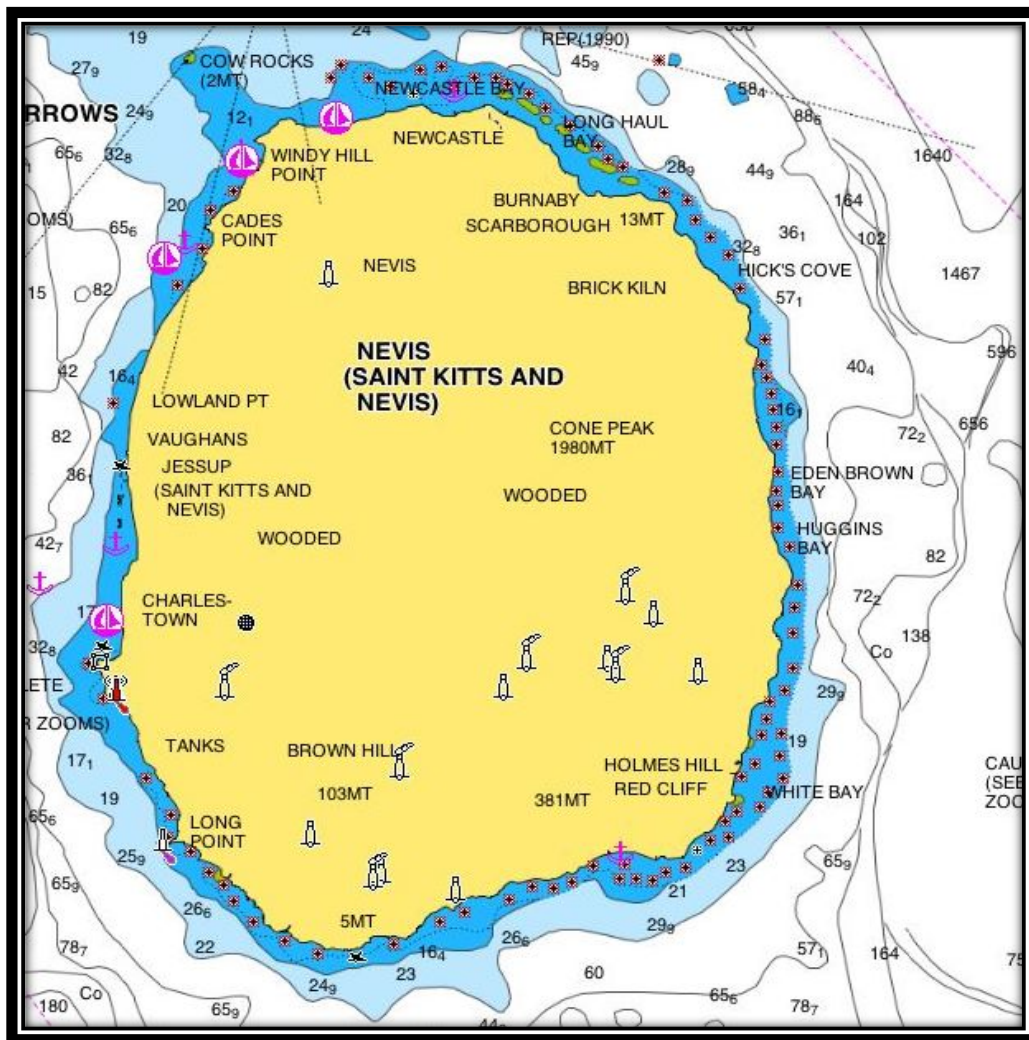 19
24
REP(1990)
COW ROCKS
(2MT)
27₉
45₉
58₄
NEWCASTLE BAY
RROWS
24₉
12₁
88₆
LONG HAUL
BAY
NEWCASTLE
65₆
32₈
WINDY HILL
POINT
1640
28₉
44₉
BURNABY
SCARBOROUGH
13MT
164
20
OMS)
65₆
CADES
POINT
32₈
36₁
102
NEVIS
HICK'S COVE
1467
15
82
BRICK KILN
57₁
596
NEVIS
(SAINT KITTS AND
NEVIS)
42
16₄
40₄
LOWLAND PT
16₁
656
82
VAUGHANS
CONE PEAK
1980MT
72₂
36₁
JESSUP
(SAINT KITTS AND
NEVIS)
EDEN BROWN
BAY
WOODED
WOODED
HUGGINS
BAY
42₇
82
CHARLES-
TOWN
17
72₂
138
32₈
Co
LETE
29₉
R ZOOMS)
TANKS
BROWN HILL
19
17₁
HOLMES HILL
RED CLIFF
CAU
(SEE
ZOO
19
103MT
381MT
WHITE BAY
65₆
LONG
POINT
25₉
23
65₉
65₉
21
26₆
5MT
29₉
78₇
22
16₄
26₆
57₁
164
75
23
24₉
60
Co
180
65₉
65₆
78₇